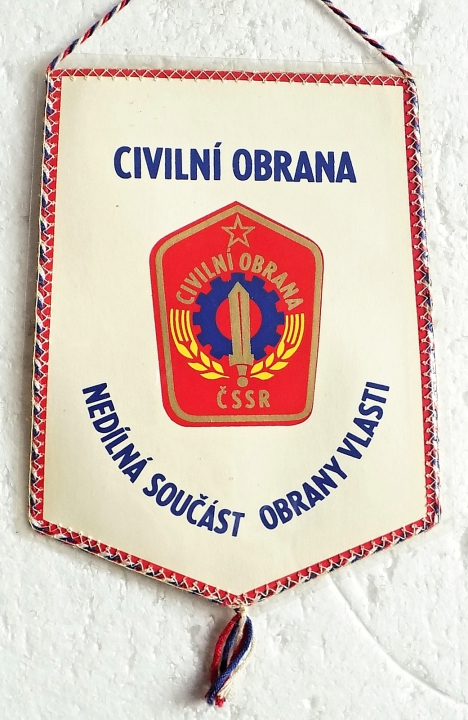 CIVILNÍ OBRANA
CIVILNÍ OBRANA
ČSSR
NEDÍLNÁ SOUČÁST OBRANY VLASTI